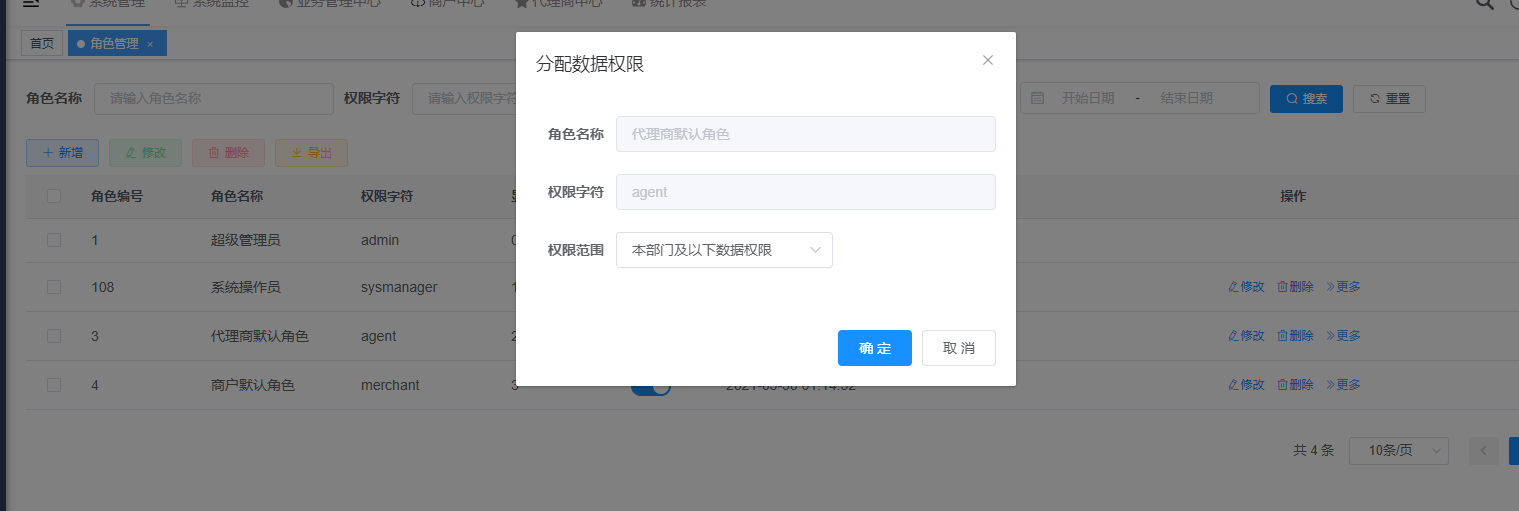 系统管理 系统监控 业务管理中心 商户中心 代理商中心 统计报表
首页 角色管理 ×
分配数据权限
角色名称 请输入角色名称 权限字符 请输入权限字符 开始日期 - 结束日期 搜索 重置
角色名称 代理商默认角色
新增 修改 删除 导出
权限字符 agent
角色编号 角色名称 权限字符 操作
1 超级管理员 admin 0
权限范围 本部门及以下数据权限
108 系统操作员 sysmanager 1 修改 删除 更多
3 代理商默认角色 agent 2 修改 删除 更多
确 定 取 消
4 商户默认角色 merchant 3 修改 删除 更多
共 4 条 10条/页